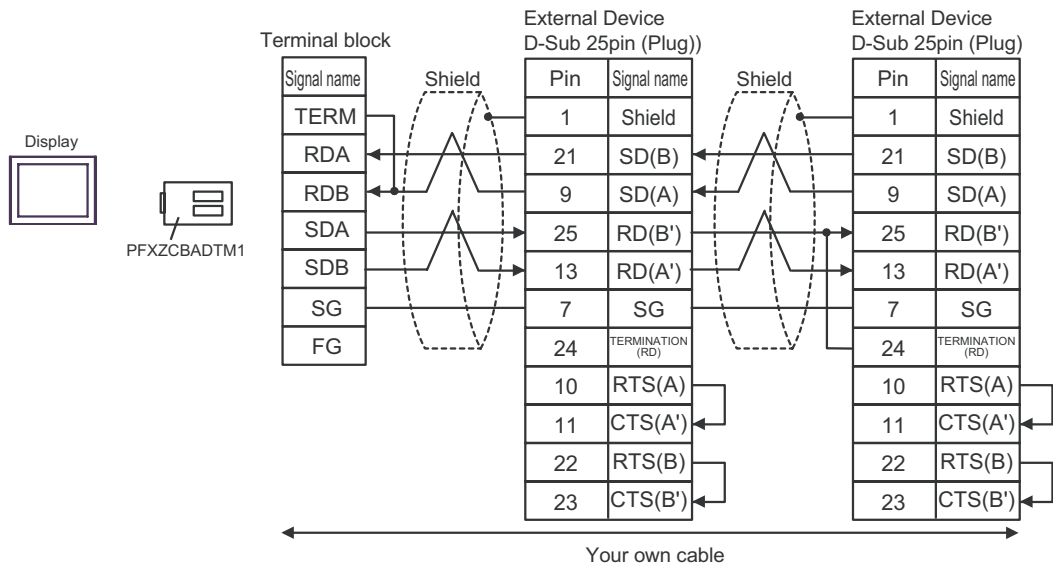 Display
PFXZCBADTM1
Terminal block
Signal name
TERM
RDA
RDB
SDA
SDB
SG
FG
Shield
External Device
D-Sub 25pin (Plug))
Pin Signal name
1 Shield
21 SD(B)
9 SD(A)
25 RD(B')
13 RD(A')
7 SG
24 TERMINATION
(RD)
10 RTS(A)
11 CTS(A')
22 RTS(B)
23 CTS(B')
Shield
External Device
D-Sub 25pin (Plug)
Pin Signal name
1 Shield
21 SD(B)
9 SD(A)
25 RD(B')
13 RD(A')
7 SG
24 TERMINATION
(RD)
10 RTS(A)
11 CTS(A')
22 RTS(B)
23 CTS(B')
Your own cable